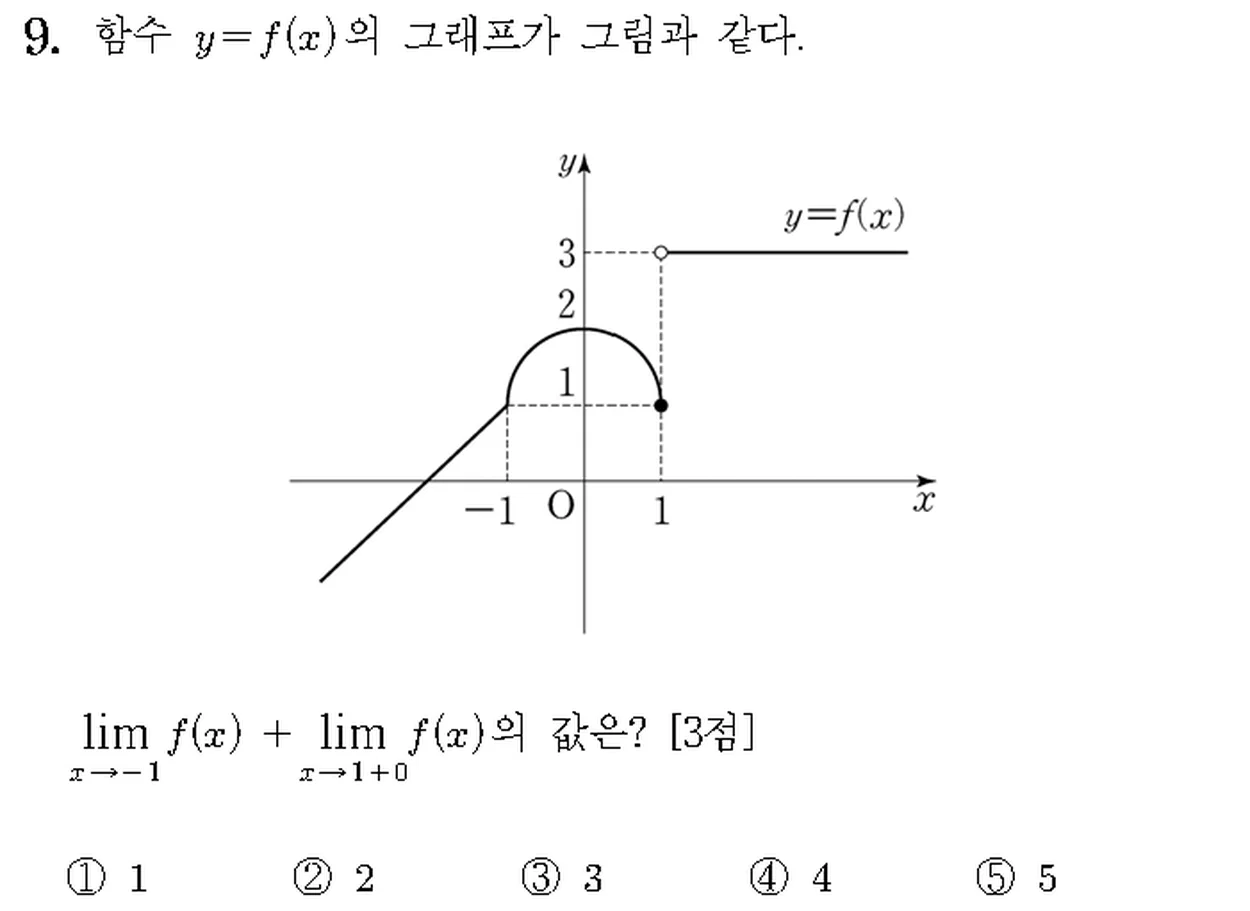 9. 함수 y=f(x)의 그래프가 그림과 같다.
y
y=f(x)
3
2
1
-1 O 1 x
lim f(x) + lim f(x)의 값은? [3점]
x→-1 x→1+0
① 1 ② 2 ③ 3 ④ 4 ⑤ 5